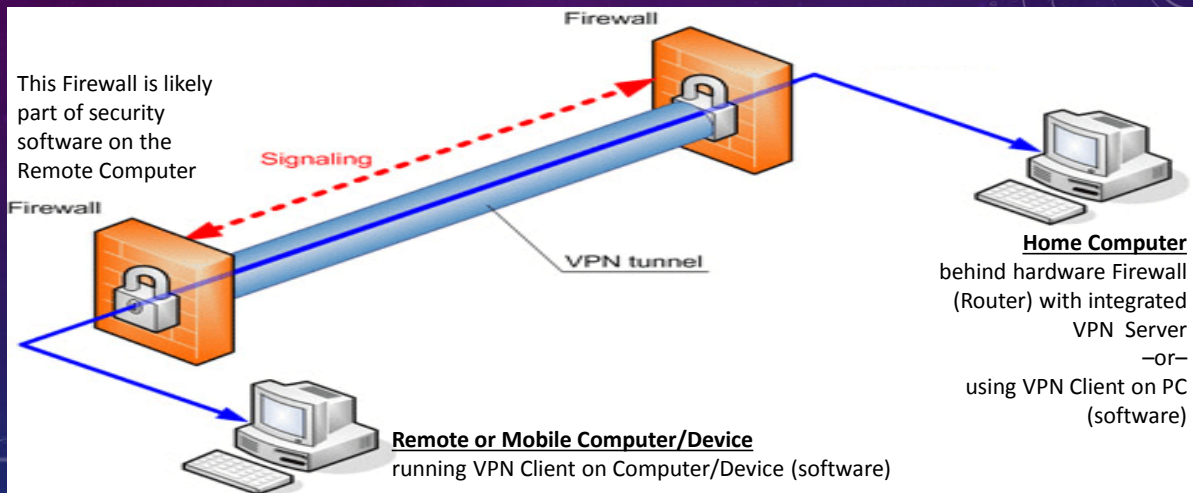 Firewall
This Firewall is likely
part of security
software on the
Remote Computer
Signaling
Firewall
VPN tunnel
Home Computer
behind hardware Firewall
(Router) with integrated
VPN Server
–or–
using VPN Client on PC
(software)
Remote or Mobile Computer/Device
running VPN Client on Computer/Device (software)